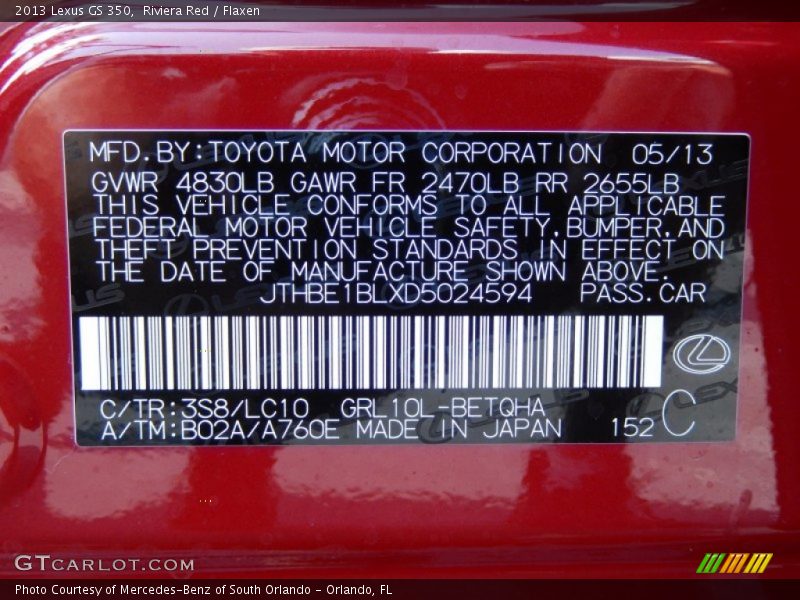 2013 Lexus GS 350, Riviera Red / Flaxen
MFD.BY:TOYOTA MOTOR CORPORATION 05/13
GVWR 4830LB GAWR FR 2470LB RR 2655LB
THIS VEHICLE CONFORMS TO ALL APPLICABLE
FEDERAL MOTOR VEHICLE SAFETY,BUMPER,AND
THEFT PREVENTION STANDARDS IN EFFECT ON
THE DATE OF MANUFACTURE SHOWN ABOVE.
JTHBE1BLXD5024594 PASS.CAR
C/TR:3S8/LC10 GRL10L-BETQHA
A/TM:B02A/A760E MADE IN JAPAN 152 C
GTCARLOT.COM
Photo Courtesy of Mercedes-Benz of South Orlando - Orlando, FL